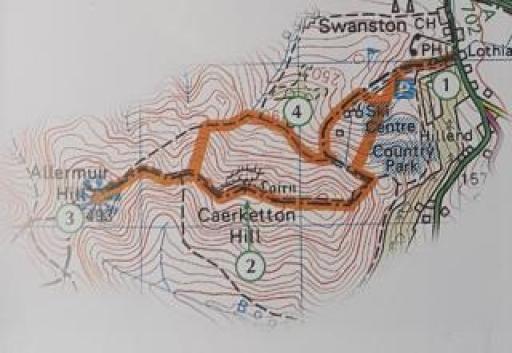 Swanston
CH
702
A
PH
Lothia
250
P
1
4
Ski
Centre
Hillend
Country
Park
157
Allermuir
Hill
493
3
Cairn
Caerketton
Hill
2
B